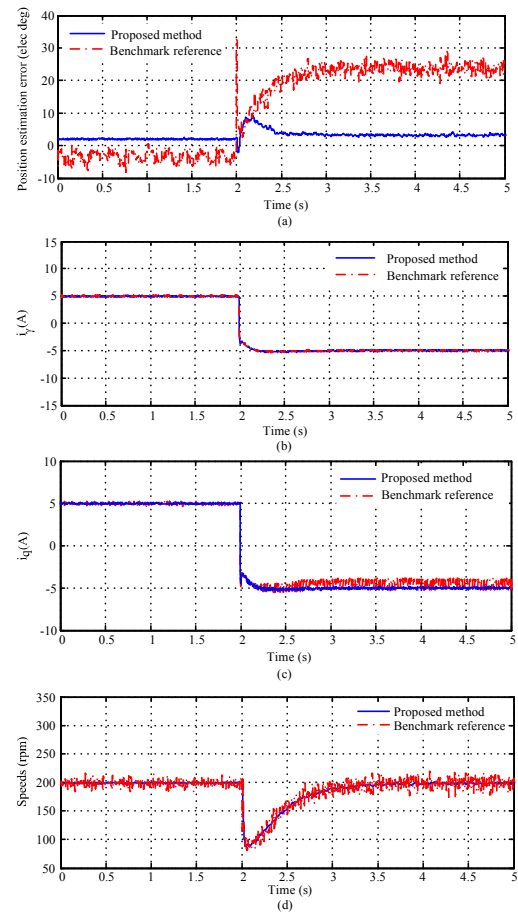 Position estimation error (elec deg)
40
30
20
10
0
-10
Proposed method
Benchmark reference
0 0.5 1 1.5 2 2.5 3 3.5 4 4.5 5
Time (s)
(a)
iγ(A)
15
10
5
0
-5
-10
-15
Proposed method
Benchmark reference
0 0.5 1 1.5 2 2.5 3 3.5 4 4.5 5
Time (s)
(b)
iq(A)
10
5
0
-5
-10
Proposed method
Benchmark reference
0 0.5 1 1.5 2 2.5 3 3.5 4 4.5 5
Time (s)
(c)
Speeds (rpm)
350
300
250
200
150
100
50
Proposed method
Benchmark reference
0 0.5 1 1.5 2 2.5 3 3.5 4 4.5 5
Time (s)
(d)